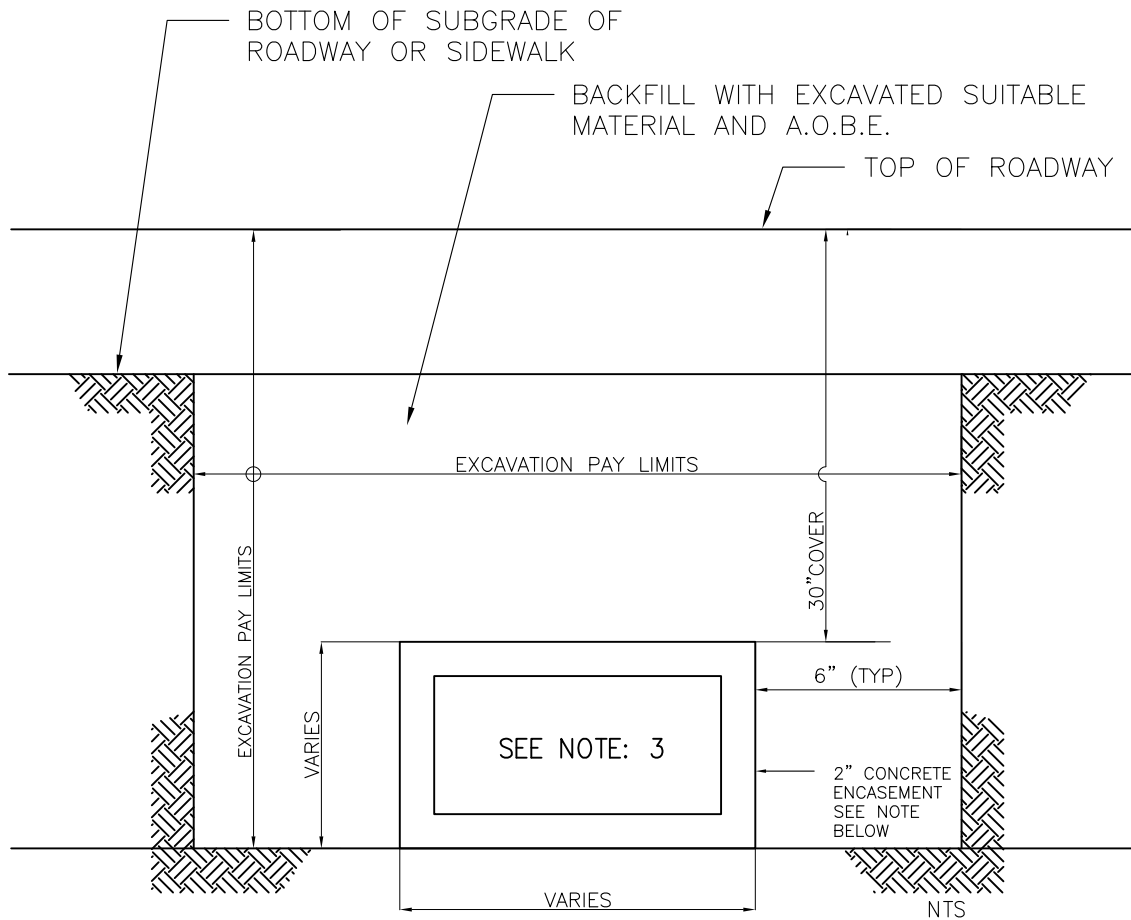 BOTTOM OF SUBGRADE OF
ROADWAY OR SIDEWALK
BACKFILL WITH EXCAVATED SUITABLE
MATERIAL AND A.O.B.E.
TOP OF ROADWAY
EXCAVATION PAY LIMITS
EXCAVATION PAY LIMITS
30"COVER
6" (TYP)
VARIES
SEE NOTE: 3
2" CONCRETE
ENCASEMENT
SEE NOTE
BELOW
VARIES
NTS